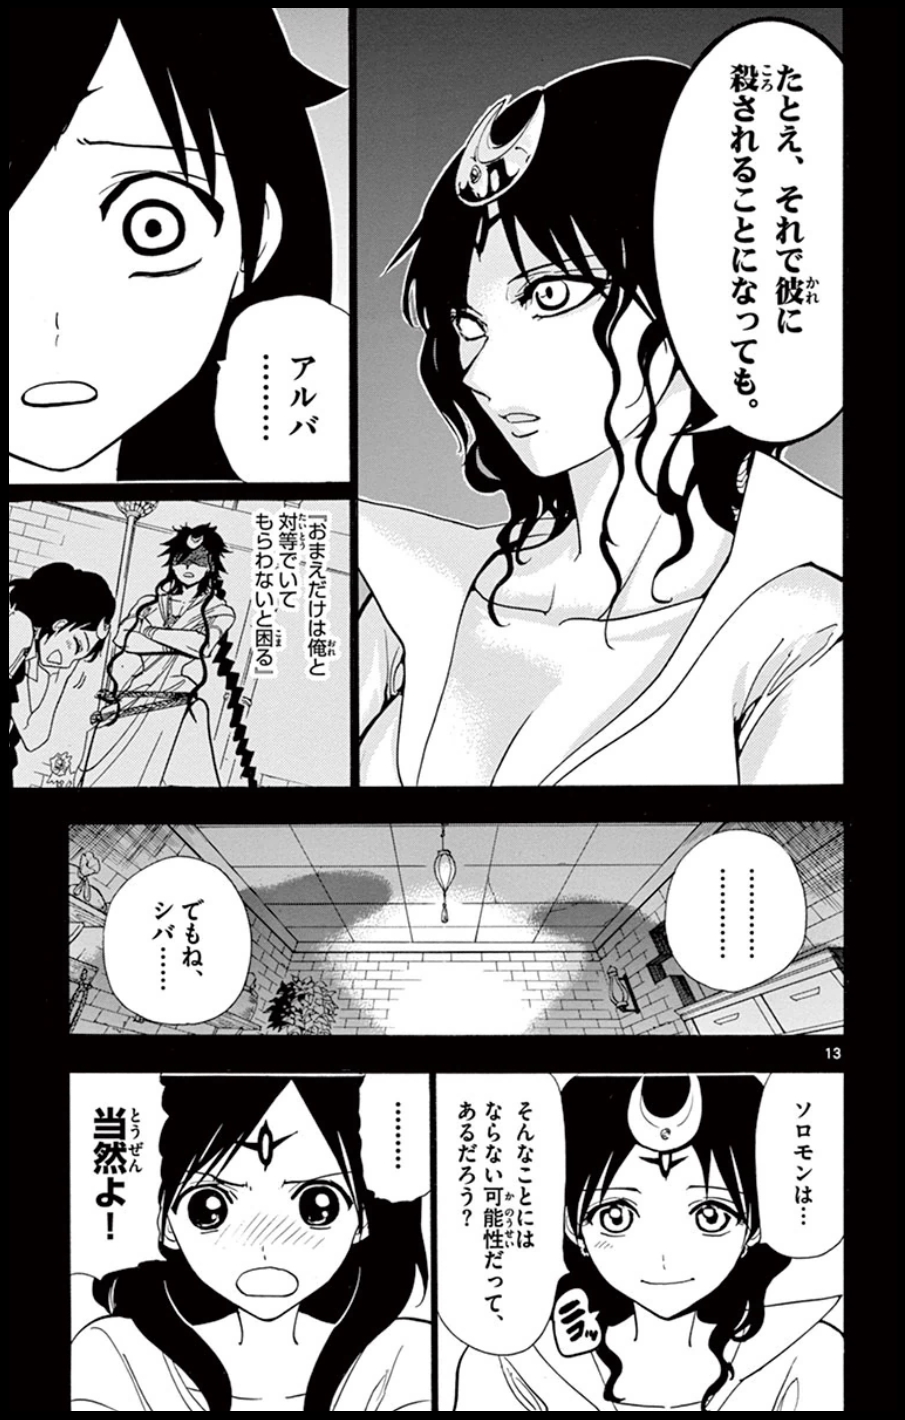 たとえ、それで彼に
殺されることになっても。
アルバ
………
『おまえだけは俺と
対等でいて
もらわないと困る』
…………
…………
でもね、
シバ……
13
ソロモンは…
そんなことには
ならない可能性だって、
あるだろう？
ニコッ
………
当然よ！